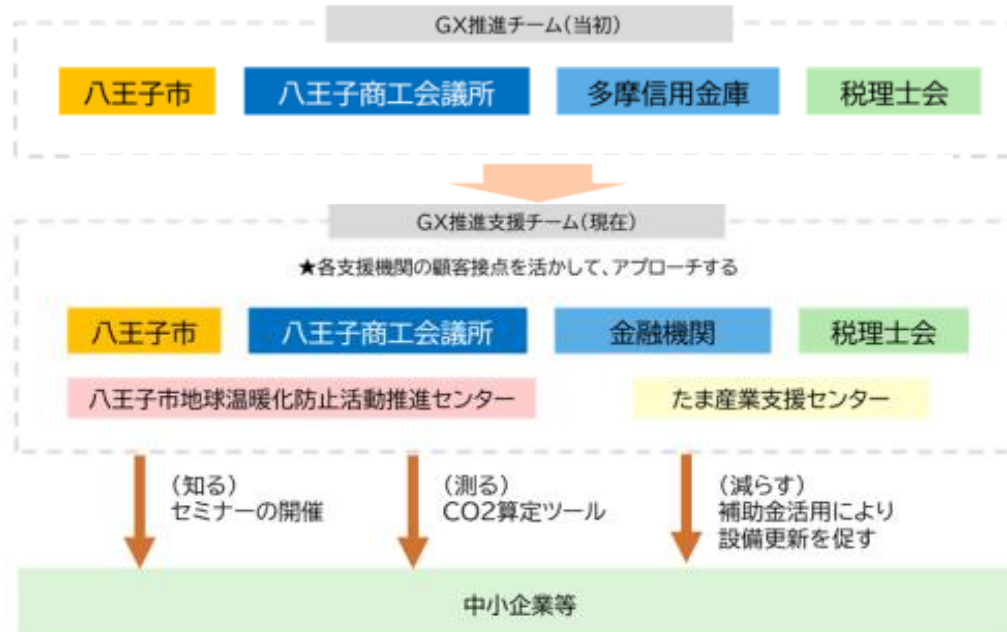 GX推進チーム(当初)
八王子市 八王子商工会議所 多摩信用金庫 税理士会
GX推進支援チーム(現在)
★各支援機関の顧客接点を活かして、アプローチする
八王子市 八王子商工会議所 金融機関 税理士会
八王子市地球温暖化防止活動推進センター たま産業支援センター
(知る)
セミナーの開催
(測る)
CO2算定ツール
(減らす)
補助金活用により
設備更新を促す
中小企業等